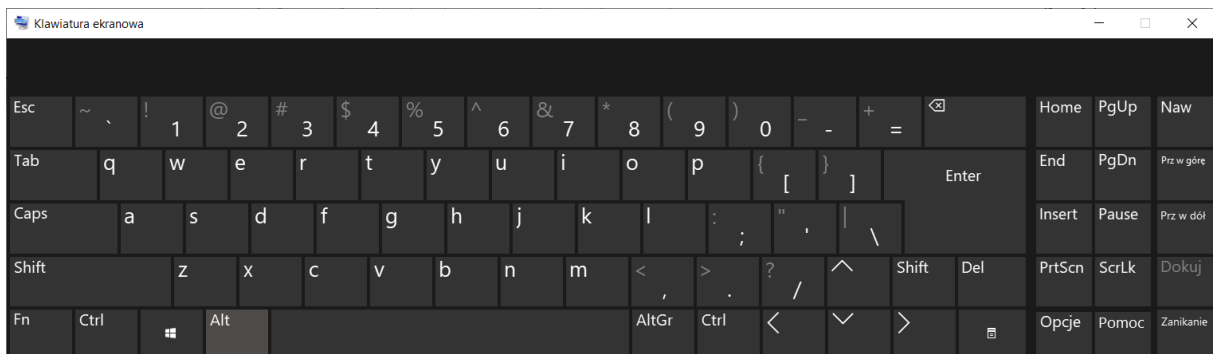 Klawiatura ekranowa
Esc ~ ` ! 1 @ 2 # 3 $ 4 % 5 ^ 6 & 7 * 8 ( 9 ) 0 _ - + = Home PgUp Naw
Tab q w e r t y u i o p { [ } ] Enter End PgDn Prz w górę
Caps a s d f g h j k l : ; " ' | \ Insert Pause Prz w dół
Shift z x c v b n m < , > . ? / Shift Del PrtScn ScrLk Dokuj
Fn Ctrl Alt AltGr Ctrl Opcje Pomoc Zanikanie